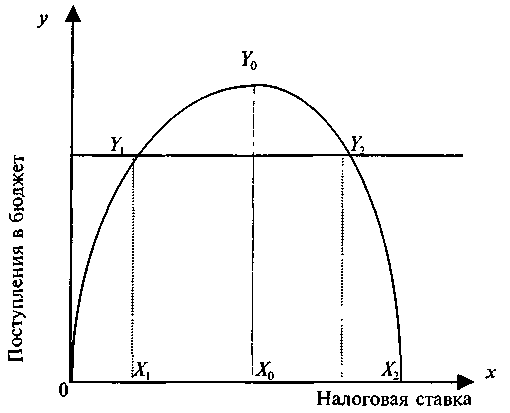 y
Y₀
Y₁
Y₂
Поступления в бюджет
0
X₁
X₀
X₂
x
Налоговая ставка